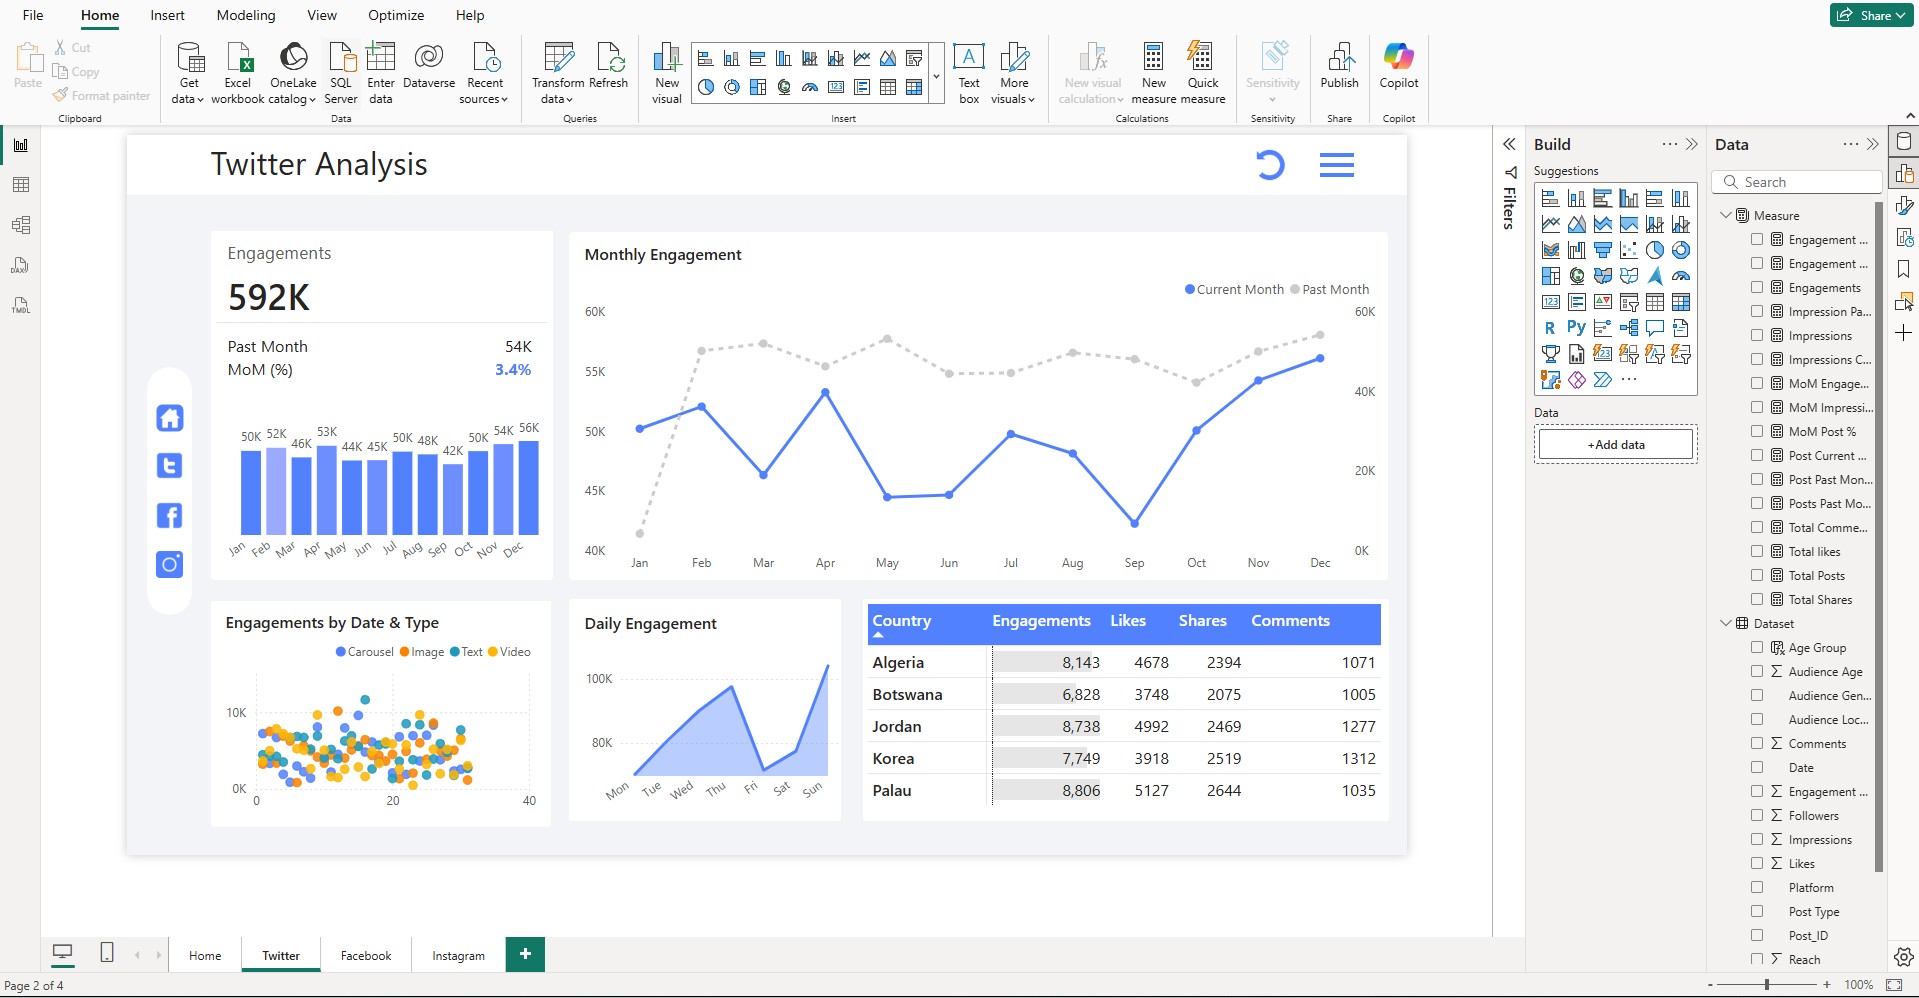 File Home Insert Modeling View Optimize Help Share
Paste Cut
Copy
Format painter
Clipboard
Get data Excel workbook OneLake catalog SQL Server Enter data Dataverse Recent sources
Data
Transform data Refresh
Queries
New visual Text box More visuals
Insert
New visual calculation New measure Quick measure
Calculations
Sensitivity
Sensitivity
Publish
Share
Copilot
Copilot
DAX
TMDL
Twitter Analysis
Engagements
592K
Past Month 54K
MoM (%) 3.4%
50K 52K 46K 53K 44K 45K 50K 48K 42K 50K 54K 56K
Jan Feb Mar Apr May Jun Jul Aug Sep Oct Nov Dec
Monthly Engagement
Current Month Past Month
60K 60K
55K
40K
50K
20K
45K
40K 0K
Jan Feb Mar Apr May Jun Jul Aug Sep Oct Nov Dec
Engagements by Date & Type
Carousel Image Text Video
10K
0K
0 20 40
Daily Engagement
100K
80K
Mon Tue Wed Thu Fri Sat Sun
Country Engagements Likes Shares Comments
Algeria 8,143 4678 2394 1071
Botswana 6,828 3748 2075 1005
Jordan 8,738 4992 2469 1277
Korea 7,749 3918 2519 1312
Palau 8,806 5127 2644 1035
Filters
Build
Suggestions
123
R Py
Data
+Add data
Data
Search
Measure
Engagement ...
Engagement ...
Engagements
Impression Pa...
Impressions
Impressions C...
MoM Engage...
MoM Impressi...
MoM Post %
Post Current ...
Post Past Mon...
Posts Past Mo...
Total Comme...
Total likes
Total Posts
Total Shares
Dataset
Age Group
Audience Age
Audience Gen...
Audience Loc...
Comments
Date
Engagement ...
Followers
Impressions
Likes
Platform
Post Type
Post_ID
Reach
Home Twitter Facebook Instagram +
Page 2 of 4
- + 100%